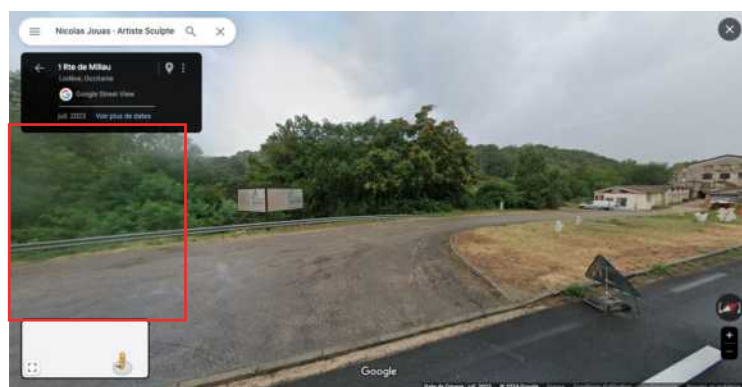 Nicolas Jouas - Artiste Sculpte
1 Rte de Millau
Lodève, Occitanie
Google Street View
juil. 2023 Voir plus de dates
Google